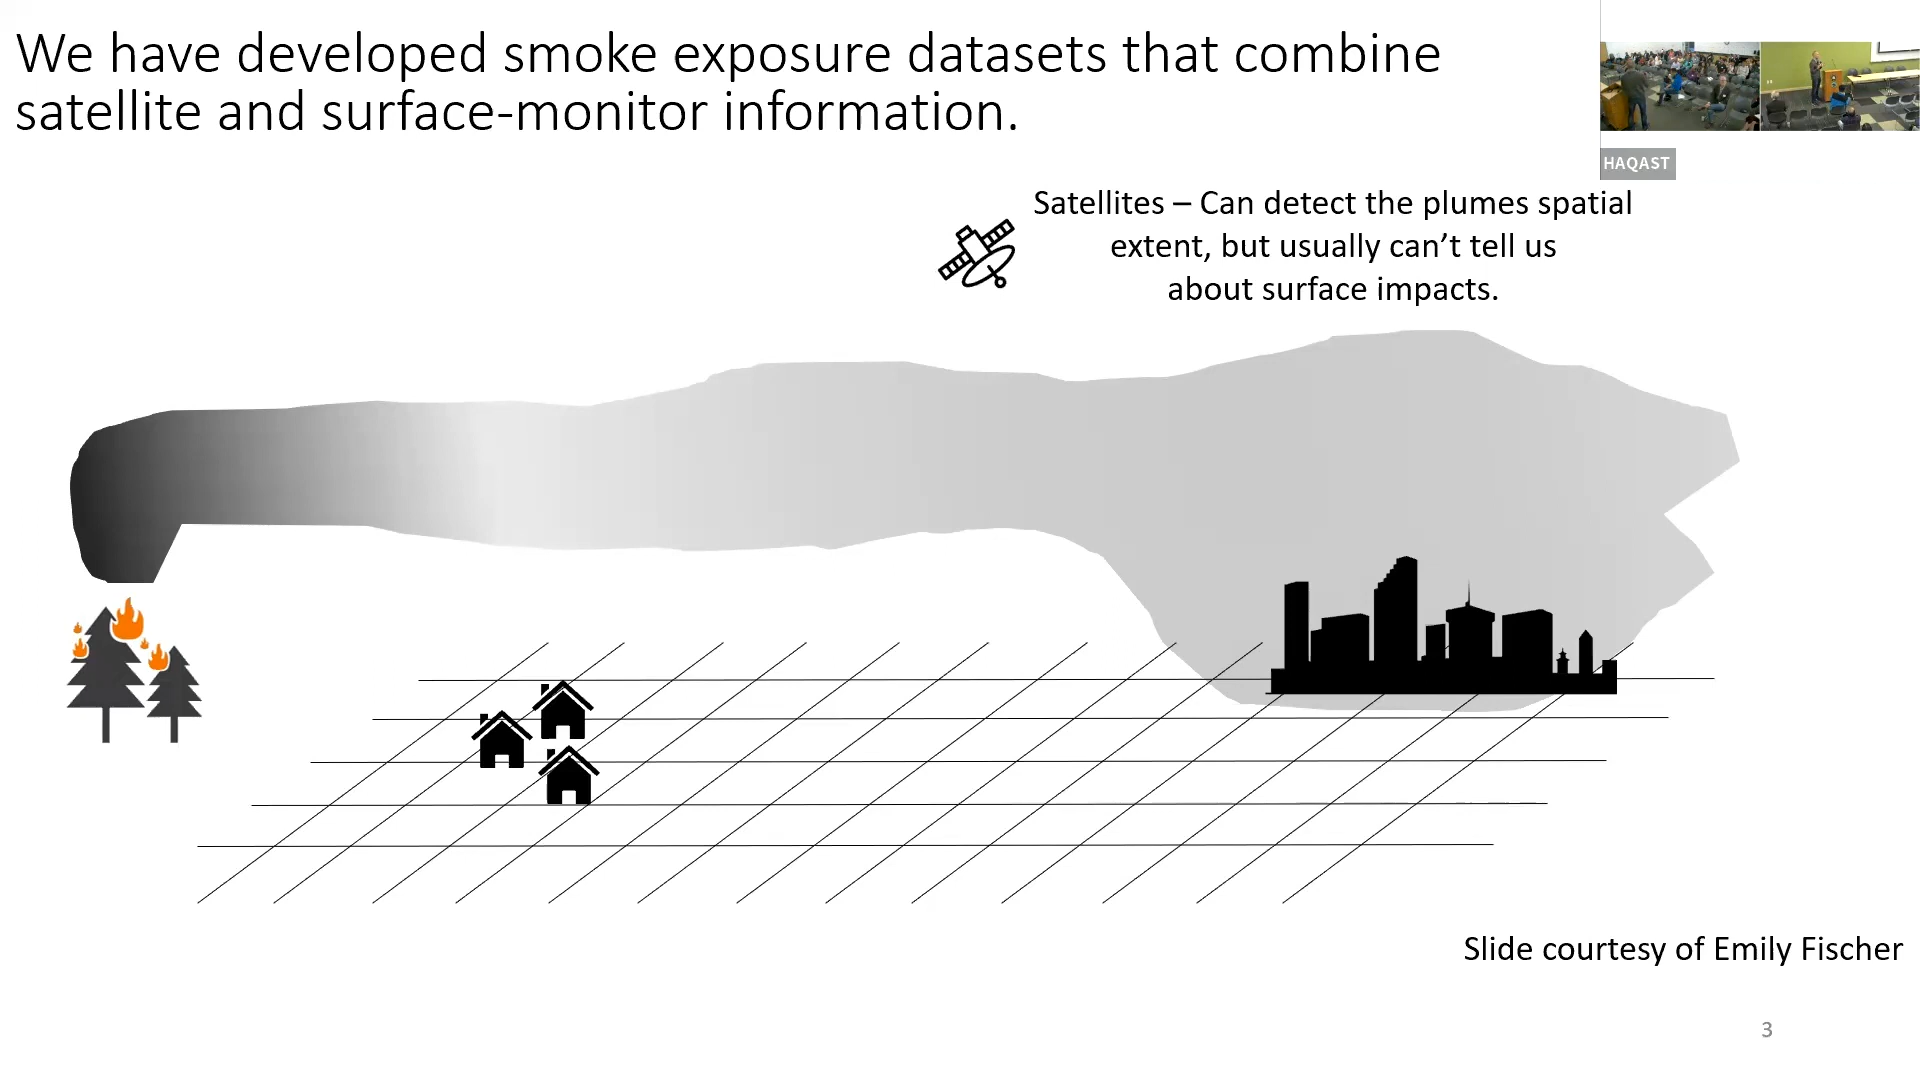 We have developed smoke exposure datasets that combine
satellite and surface-monitor information.
HAQAST
Satellites – Can detect the plumes spatial
extent, but usually can’t tell us
about surface impacts.
Slide courtesy of Emily Fischer
3